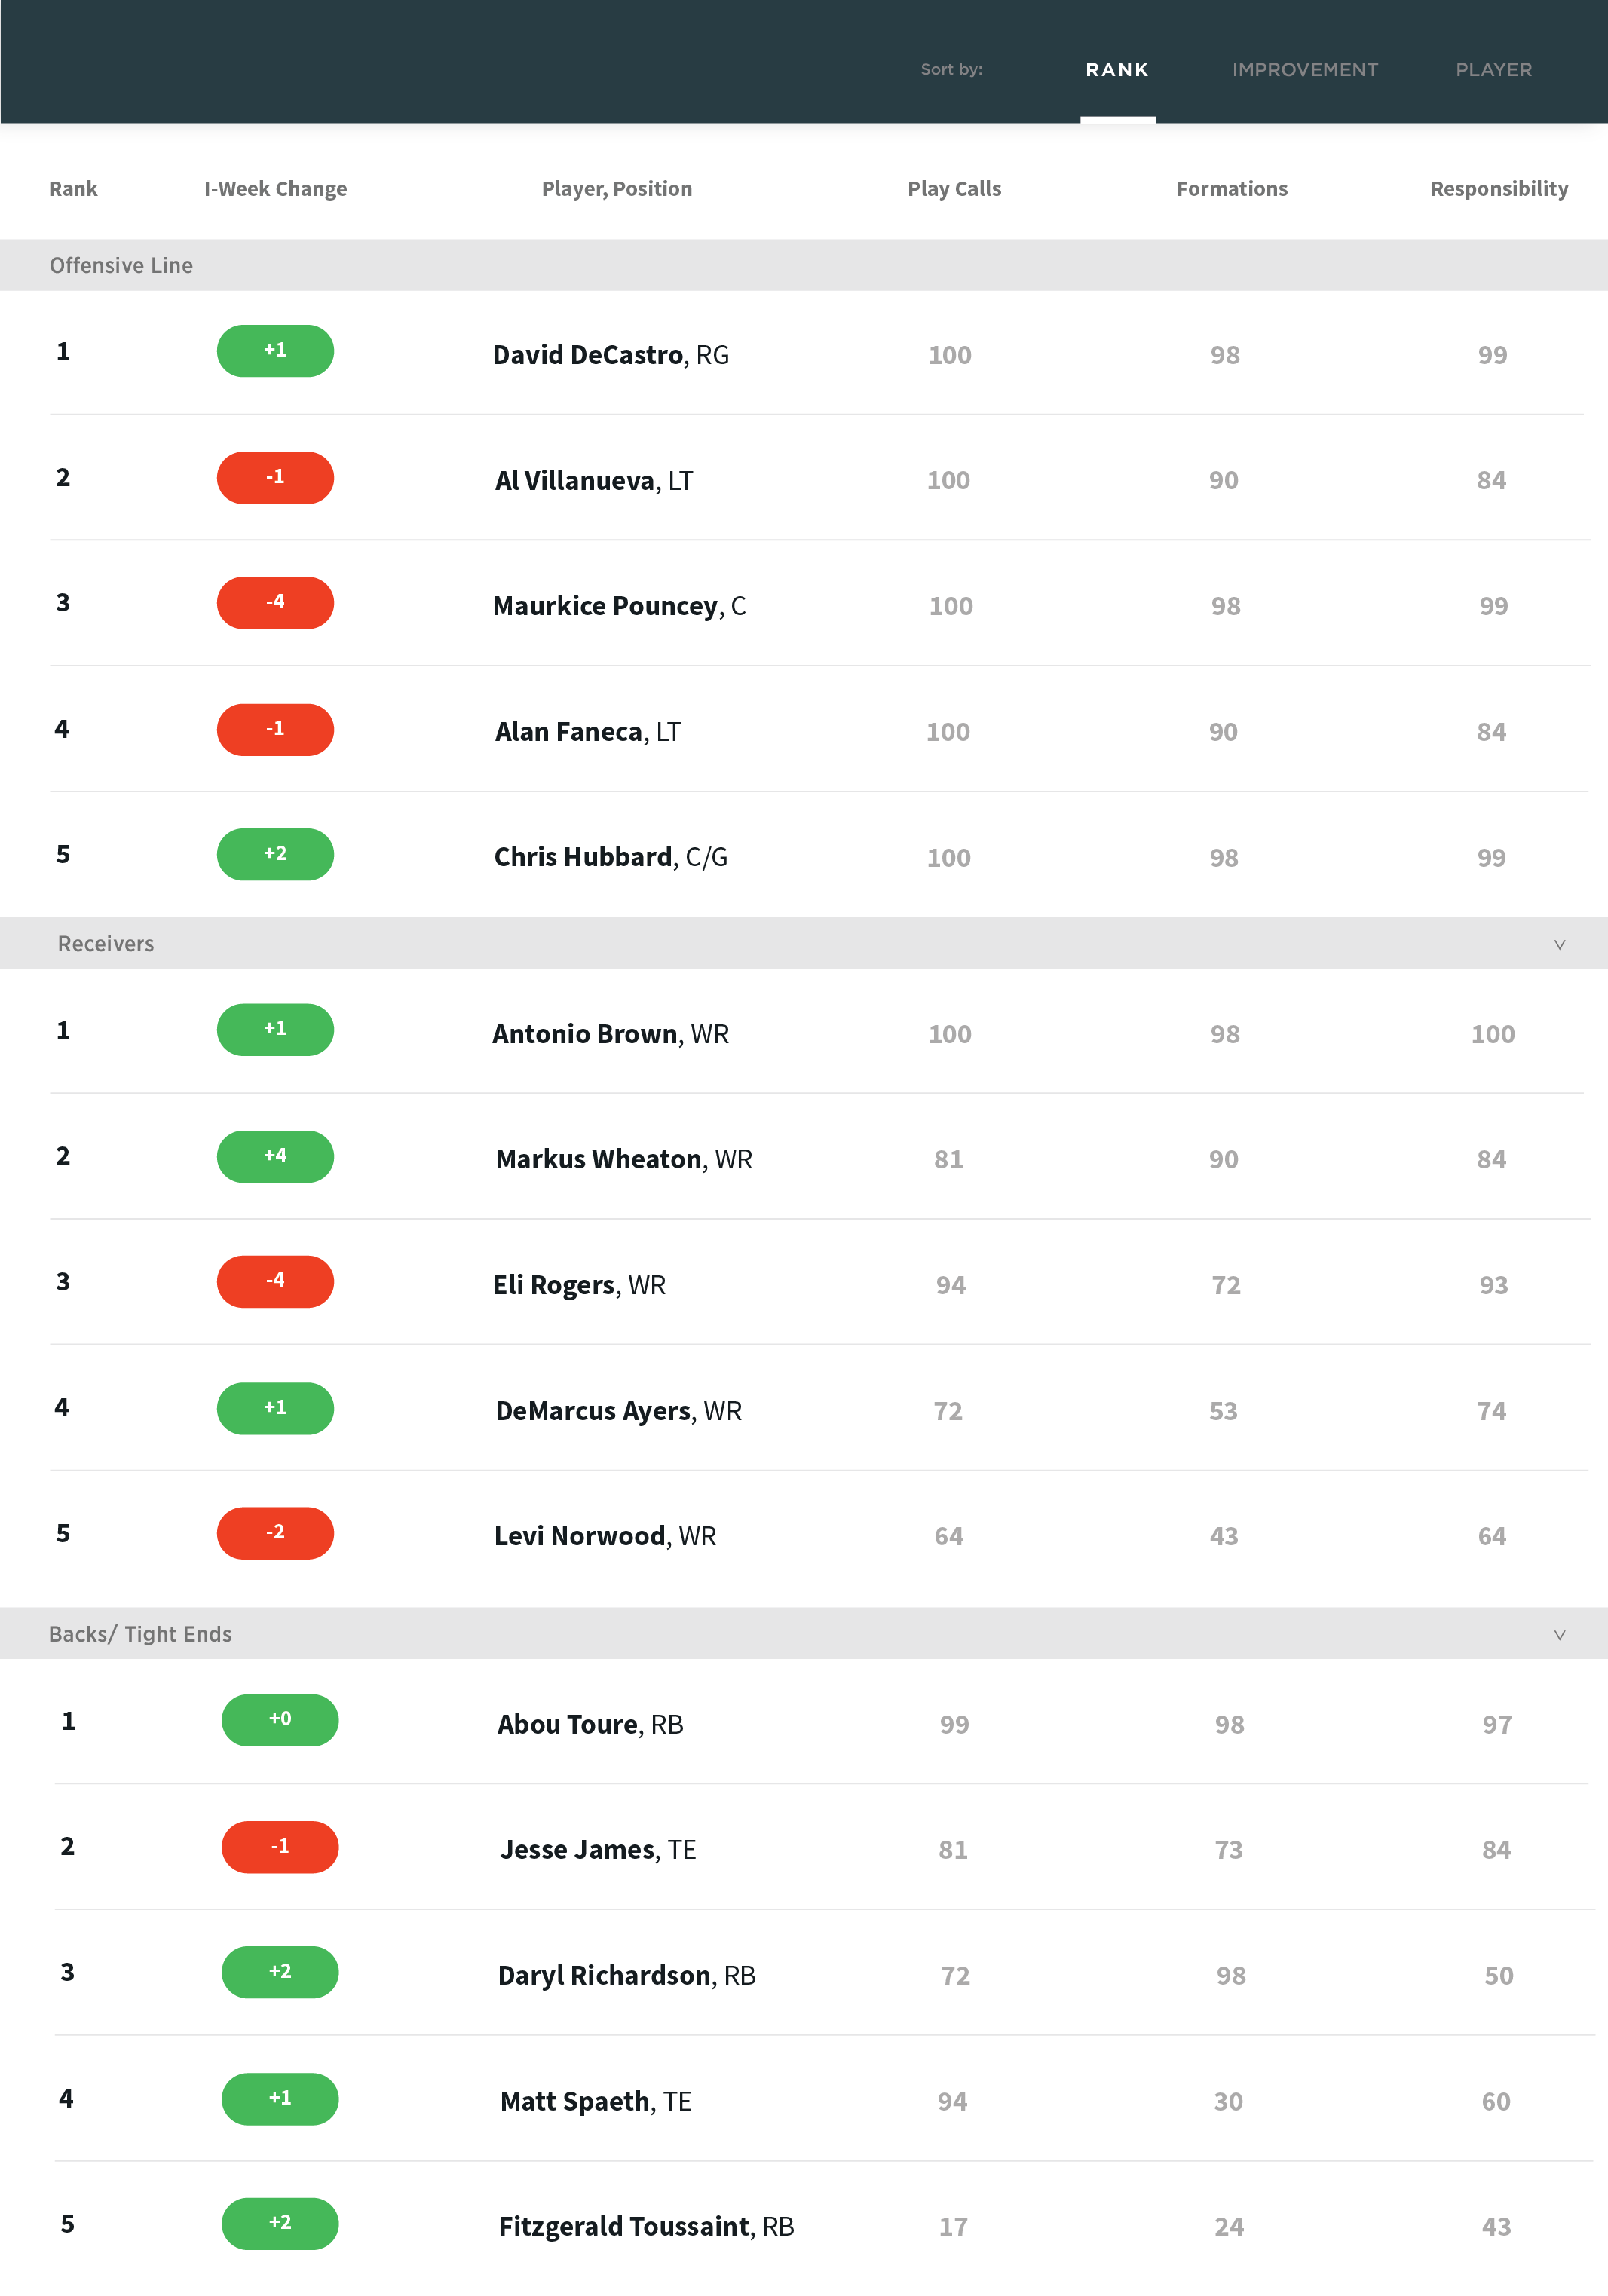 Sort by: RANK IMPROVEMENT PLAYER
Rank I-Week Change Player, Position Play Calls Formations Responsibility
Offensive Line
1 +1 David DeCastro, RG 100 98 99
2 -1 Al Villanueva, LT 100 90 84
3 -4 Maurkice Pouncey, C 100 98 99
4 -1 Alan Faneca, LT 100 90 84
5 +2 Chris Hubbard, C/G 100 98 99
Receivers
1 +1 Antonio Brown, WR 100 98 100
2 +4 Markus Wheaton, WR 81 90 84
3 -4 Eli Rogers, WR 94 72 93
4 +1 DeMarcus Ayers, WR 72 53 74
5 -2 Levi Norwood, WR 64 43 64
Backs/ Tight Ends
1 +0 Abou Toure, RB 99 98 97
2 -1 Jesse James, TE 81 73 84
3 +2 Daryl Richardson, RB 72 98 50
4 +1 Matt Spaeth, TE 94 30 60
5 +2 Fitzgerald Toussaint, RB 17 24 43